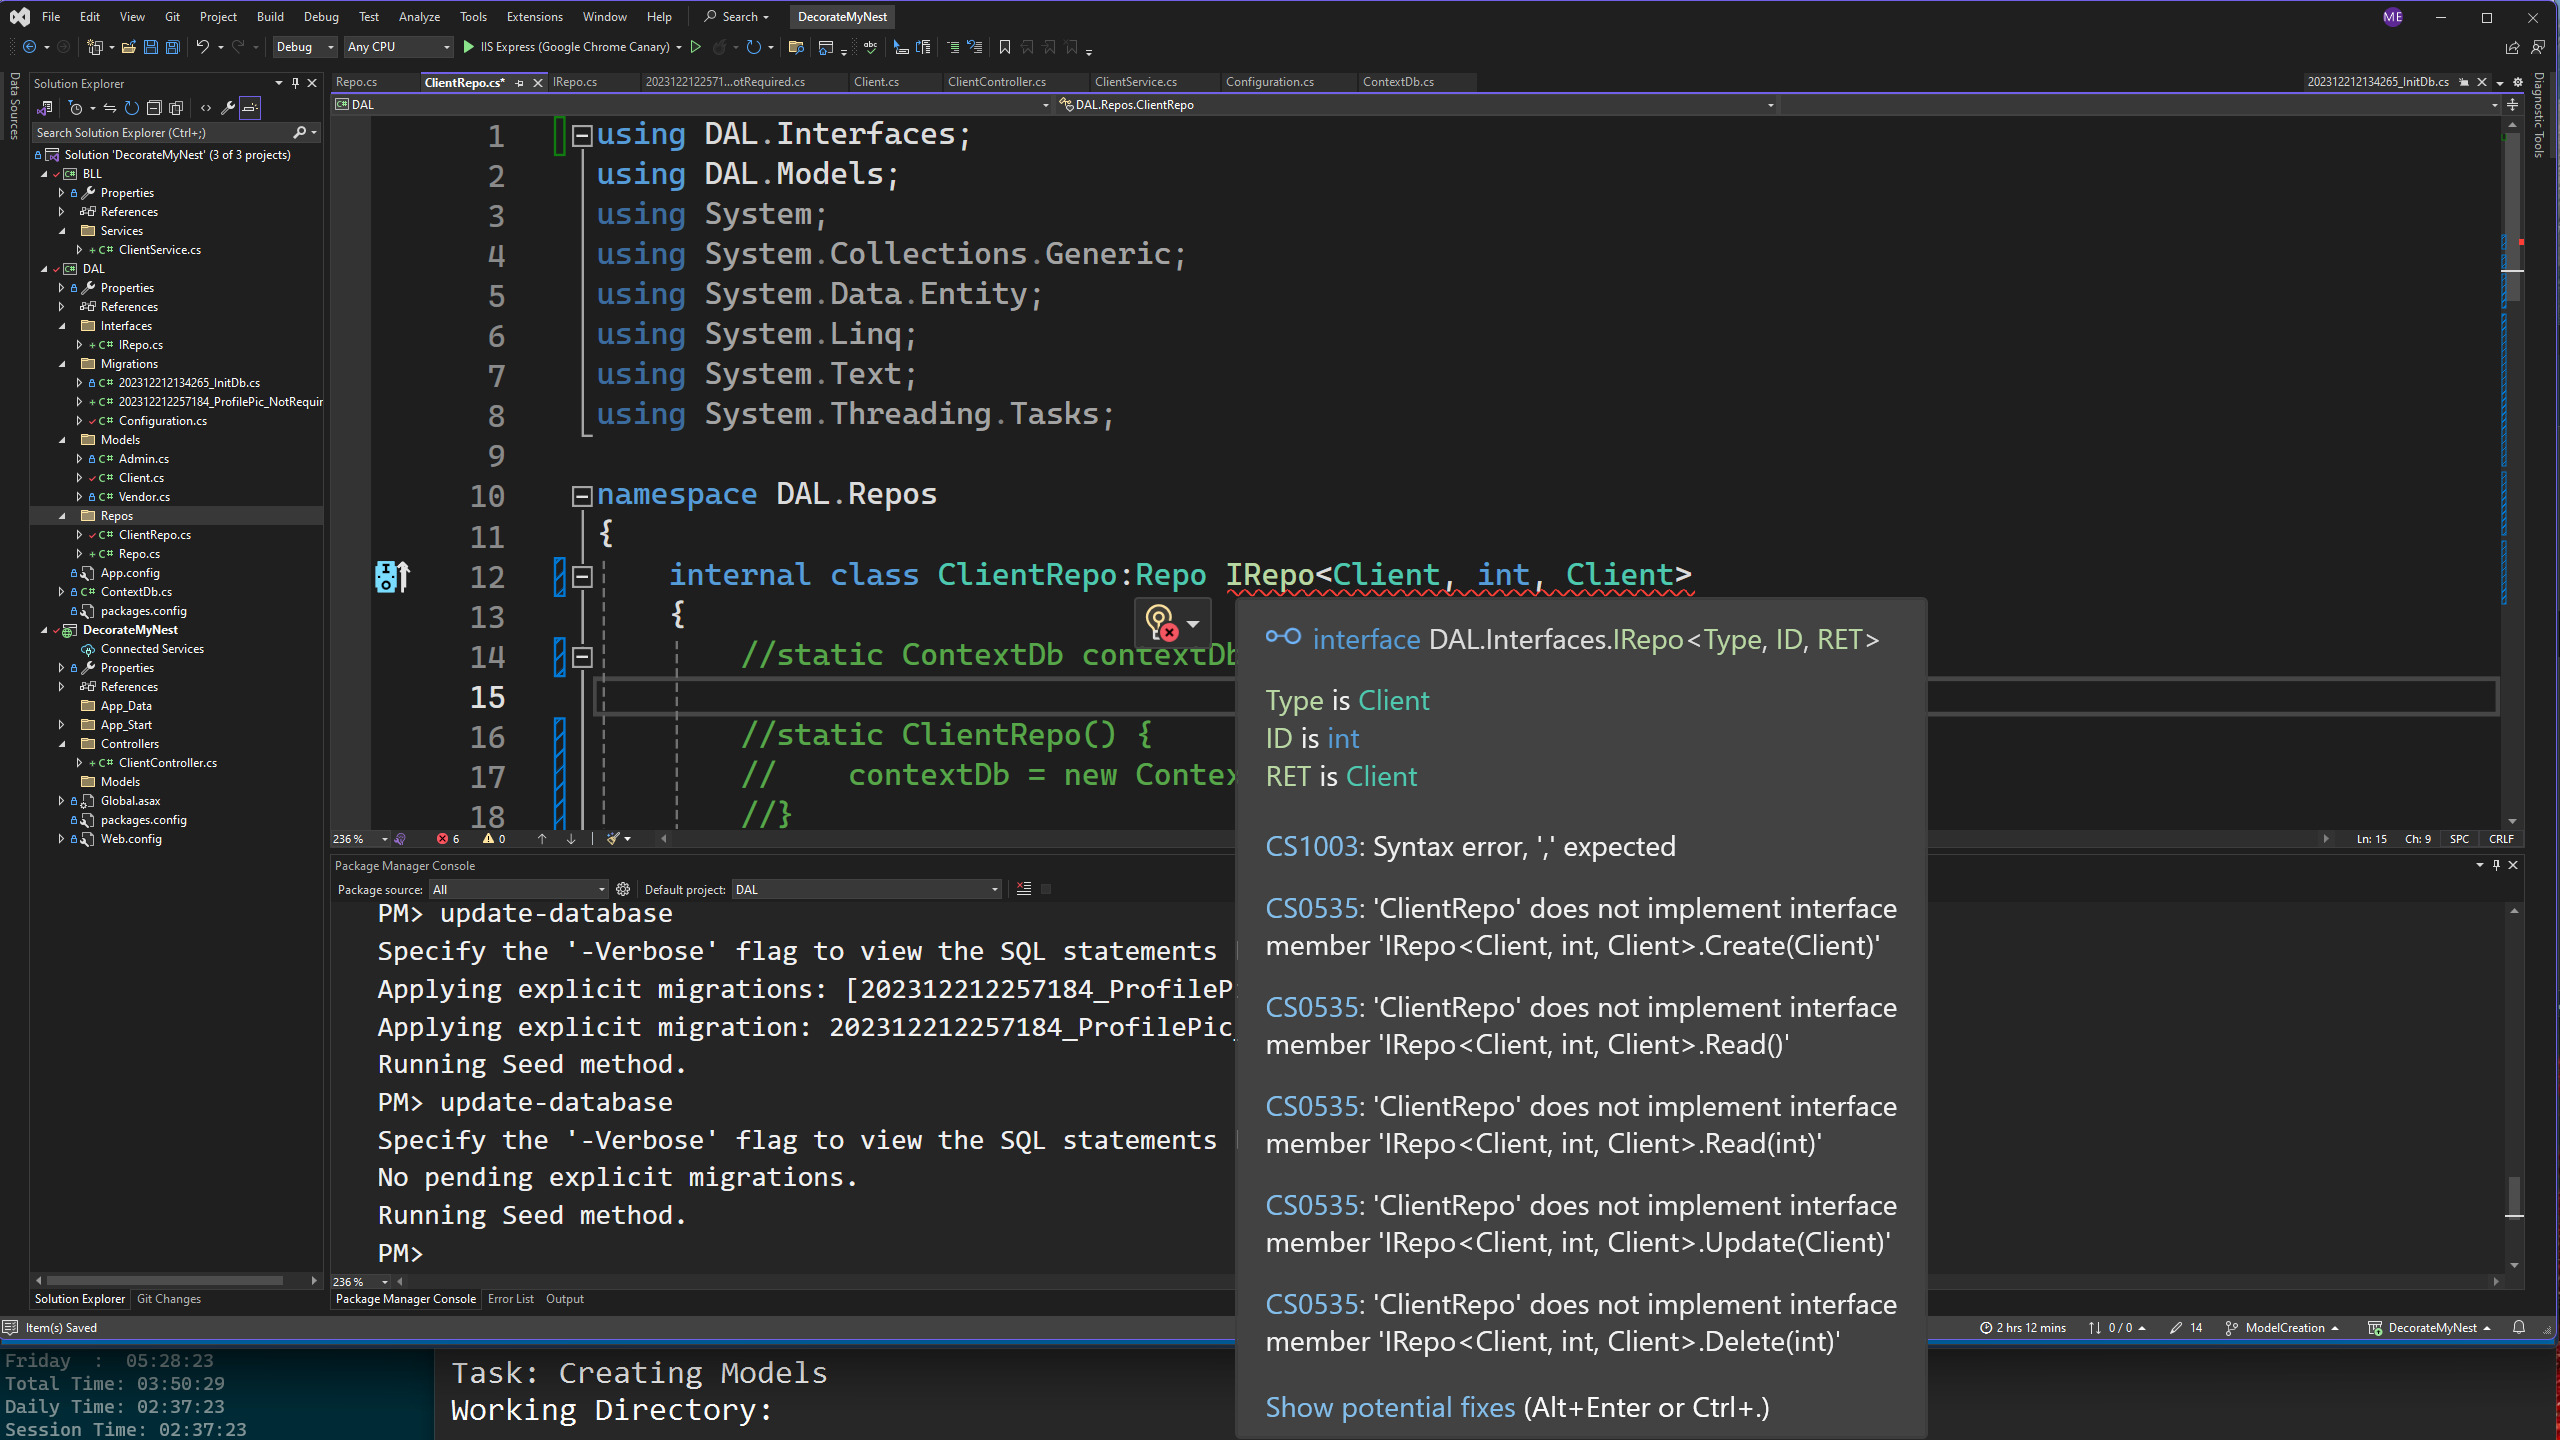 File Edit View Git Project Build Debug Test Analyze Tools Extensions Window Help Search DecorateMyNest ME
Debug Any CPU IIS Express (Google Chrome Canary)
Data Sources
Solution Explorer
Search Solution Explorer (Ctrl+;)
Solution 'DecorateMyNest' (3 of 3 projects)
BLL
Properties
References
Services
ClientService.cs
DAL
Properties
References
Interfaces
IRepo.cs
Migrations
202312212134265_InitDb.cs
202312212257184_ProfilePic_NotRequir
Configuration.cs
Models
Admin.cs
Client.cs
Vendor.cs
Repos
ClientRepo.cs
Repo.cs
App.config
ContextDb.cs
packages.config
DecorateMyNest
Connected Services
Properties
References
App_Data
App_Start
Controllers
ClientController.cs
Models
Global.asax
packages.config
Web.config
Solution Explorer Git Changes
Repo.cs ClientRepo.cs* IRepo.cs 2023122122571...otRequired.cs Client.cs ClientController.cs ClientService.cs Configuration.cs ContextDb.cs 202312212134265_InitDb.cs
DAL DAL.Repos.ClientRepo
Diagnostic Tools
1 using DAL.Interfaces;
2 using DAL.Models;
3 using System;
4 using System.Collections.Generic;
5 using System.Data.Entity;
6 using System.Linq;
7 using System.Text;
8 using System.Threading.Tasks;
9
10 namespace DAL.Repos
11 {
12 internal class ClientRepo:Repo IRepo<Client, int, Client>
13 {
14 //static ContextDb contextDb
15
16 //static ClientRepo() {
17 // contextDb = new Contex
18 //}
236 % 6 0 Ln: 15 Ch: 9 SPC CRLF
interface DAL.Interfaces.IRepo<Type, ID, RET>
Type is Client
ID is int
RET is Client
CS1003: Syntax error, ',' expected
CS0535: 'ClientRepo' does not implement interface
member 'IRepo<Client, int, Client>.Create(Client)'
CS0535: 'ClientRepo' does not implement interface
member 'IRepo<Client, int, Client>.Read()'
CS0535: 'ClientRepo' does not implement interface
member 'IRepo<Client, int, Client>.Read(int)'
CS0535: 'ClientRepo' does not implement interface
member 'IRepo<Client, int, Client>.Update(Client)'
CS0535: 'ClientRepo' does not implement interface
member 'IRepo<Client, int, Client>.Delete(int)'
Show potential fixes (Alt+Enter or Ctrl+.)
Package Manager Console
Package source: All Default project: DAL
PM> update-database
Specify the '-Verbose' flag to view the SQL statements
Applying explicit migrations: [202312212257184_ProfileP
Applying explicit migration: 202312212257184_ProfilePic_
Running Seed method.
PM> update-database
Specify the '-Verbose' flag to view the SQL statements
No pending explicit migrations.
Running Seed method.
PM>
236 %
Package Manager Console Error List Output
Item(s) Saved 2 hrs 12 mins 0 / 0 14 ModelCreation DecorateMyNest
Friday : 05:28:23
Total Time: 03:50:29
Daily Time: 02:37:23
Session Time: 02:37:23
Task: Creating Models
Working Directory: